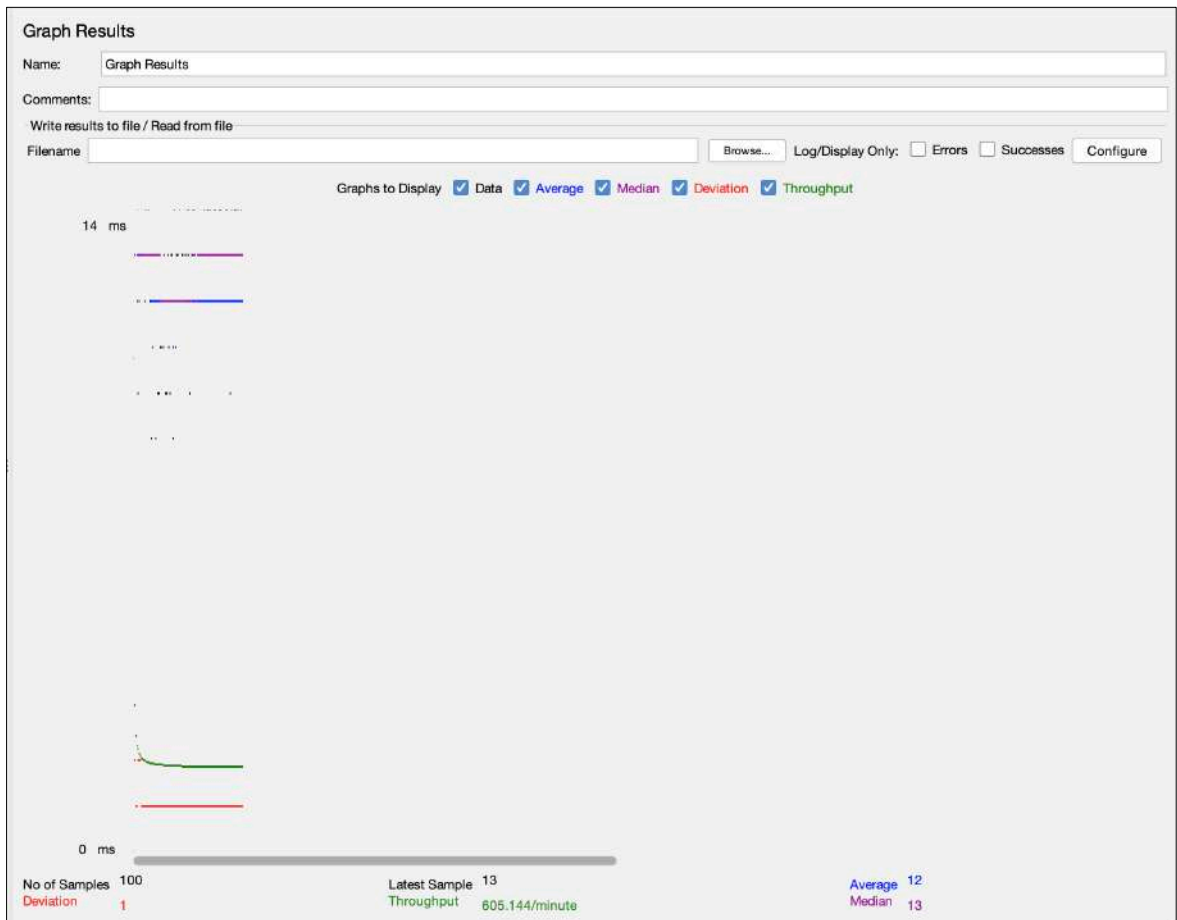 Graph Results
Name: Graph Results
Comments:
Write results to file / Read from file
Filename Browse... Log/Display Only: Errors Successes Configure
Graphs to Display Data Average Median Deviation Throughput
14 ms
0 ms
No of Samples 100 Latest Sample 13 Average 12
Deviation 1 Throughput 605.144/minute Median 13